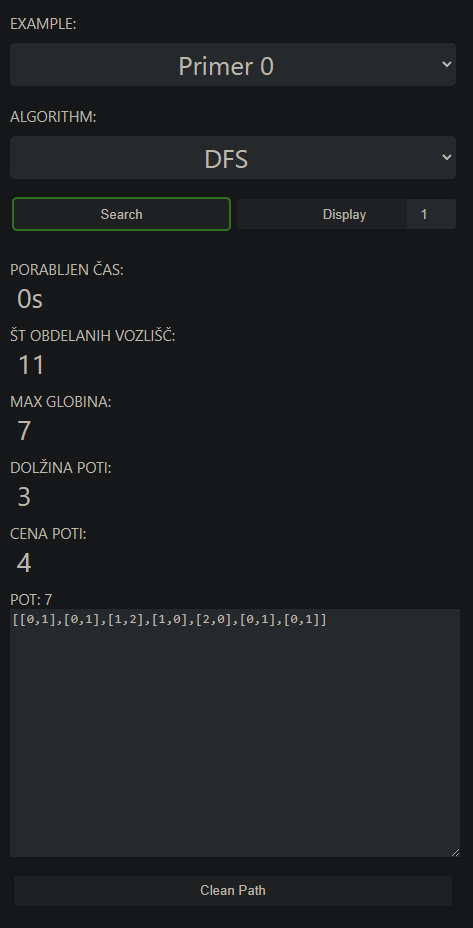 EXAMPLE:
Primer 0
ALGORITHM:
DFS
Search Display 1
PORABLJEN ČAS:
0s
ŠT OBDELANIH VOZLIŠČ:
11
MAX GLOBINA:
7
DOLŽINA POTI:
3
CENA POTI:
4
POT: 7
[[0,1],[0,1],[1,2],[1,0],[2,0],[0,1],[0,1]]
Clean Path